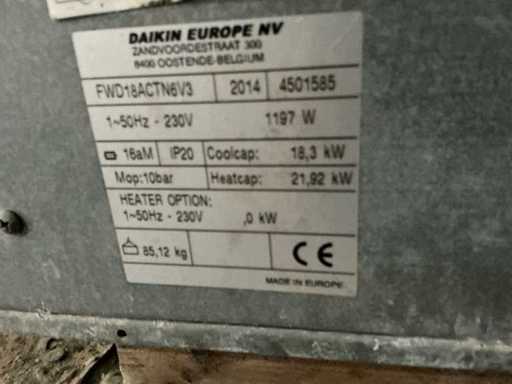 DAIKIN EUROPE NV
ZANDVOORDESTRAAT 300
8400 OOSTENDE-BELGIUM
FWD18ACTN6V3 2014 4501585
1~50Hz - 230V 1197 W
16aM IP20 Coolcap: 18,3 kW
Mop:10bar Heatcap: 21,92 kW
HEATER OPTION:
1~50Hz - 230V ,0 kW
85,12 kg CE
MADE IN EUROPE.